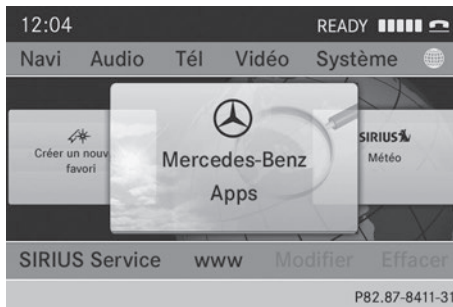 12:04 READY
Navi Audio Tél Vidéo Système
Créer un nouv
favori
Mercedes-Benz
Apps
SIRIUS
Météo
SIRIUS Service www Modifier Effacer
P82.87-8411-31